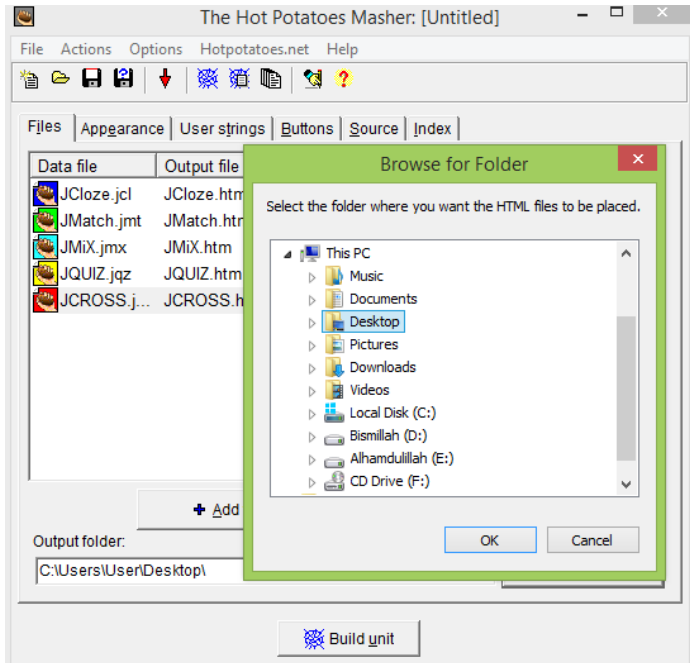 The Hot Potatoes Masher: [Untitled]
File Actions Options Hotpotatoes.net Help
Files Appearance User strings Buttons Source Index
Data file Output file
JCloze.jcl JCloze.htm
JMatch.jmt JMatch.htr
JMiX.jmx JMiX.htm
JQUIZ.jqz JQUIZ.htm
JCROSS.j... JCROSS.h
Add
Output folder:
C:\Users\User\Desktop\
Build unit
Browse for Folder
Select the folder where you want the HTML files to be placed.
This PC
Music
Documents
Desktop
Pictures
Downloads
Videos
Local Disk (C:)
Bismillah (D:)
Alhamdulillah (E:)
CD Drive (F:)
OK Cancel